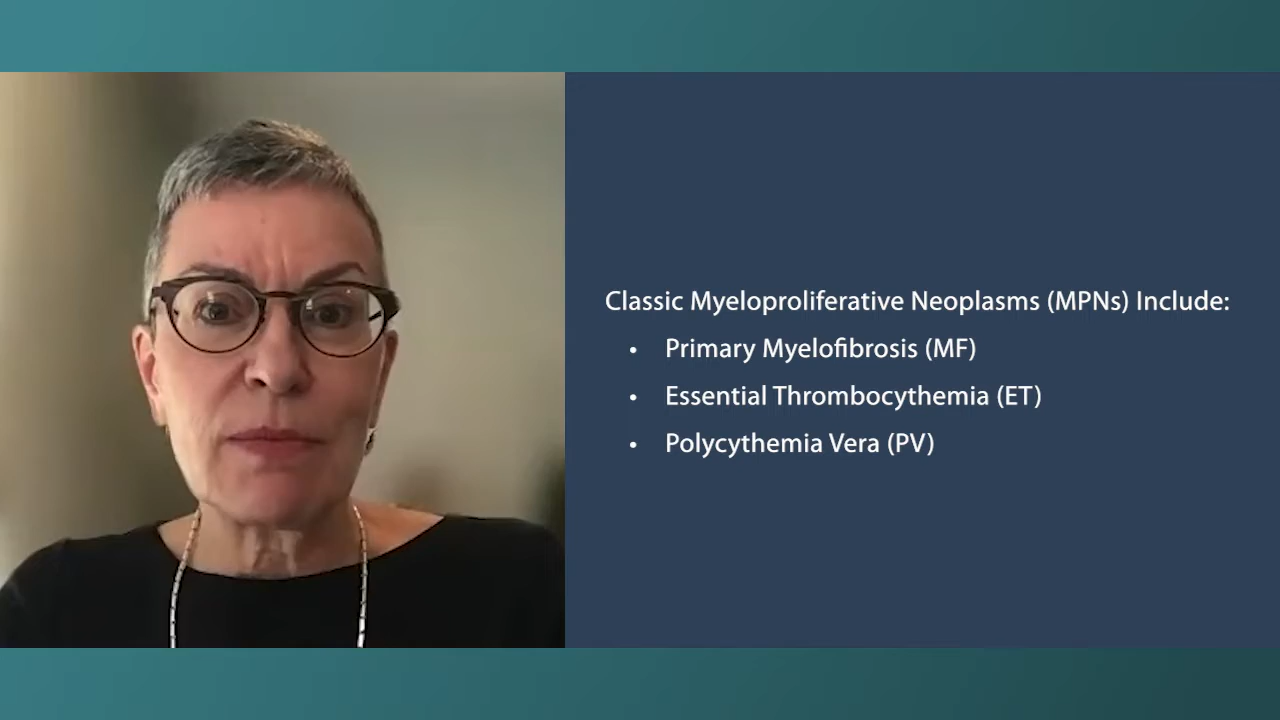 Classic Myeloproliferative Neoplasms (MPNs) Include:
• Primary Myelofibrosis (MF)
• Essential Thrombocythemia (ET)
• Polycythemia Vera (PV)